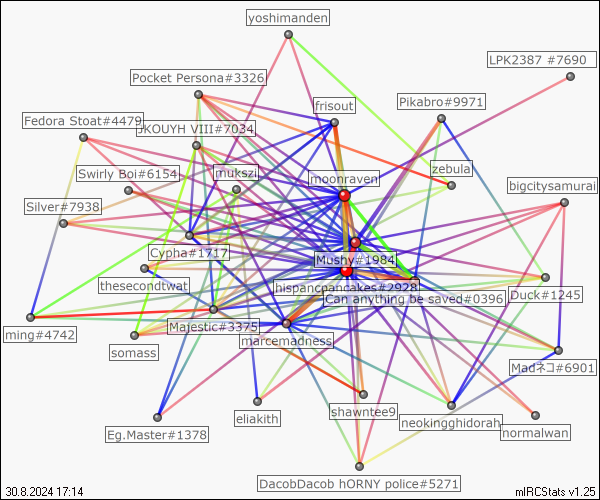 yoshimanden
LPK2387 #7690
Pocket Persona#3326
Pikabro#9971
frisout
Fedora Stoat#4479
JKOUYH VIII#7034
zebula
Swirly Boi#6154
mukszi
moonraven
bigcitysamurai
Silver#7938
Cypha#1717
Mushy#1984
thesecondtwat
hispancpancakes#2928
Duck#1245
Can anything be saved#0396
ming#4742
Majestic#3375
marcemadness
somass
Madネコ#6901
shawntee9
eliakith
neokingghidorah
Eg.Master#1378
normalwan
DacobDacob hORNY police#5271
30.8.2024 17:14
mIRCStats v1.25